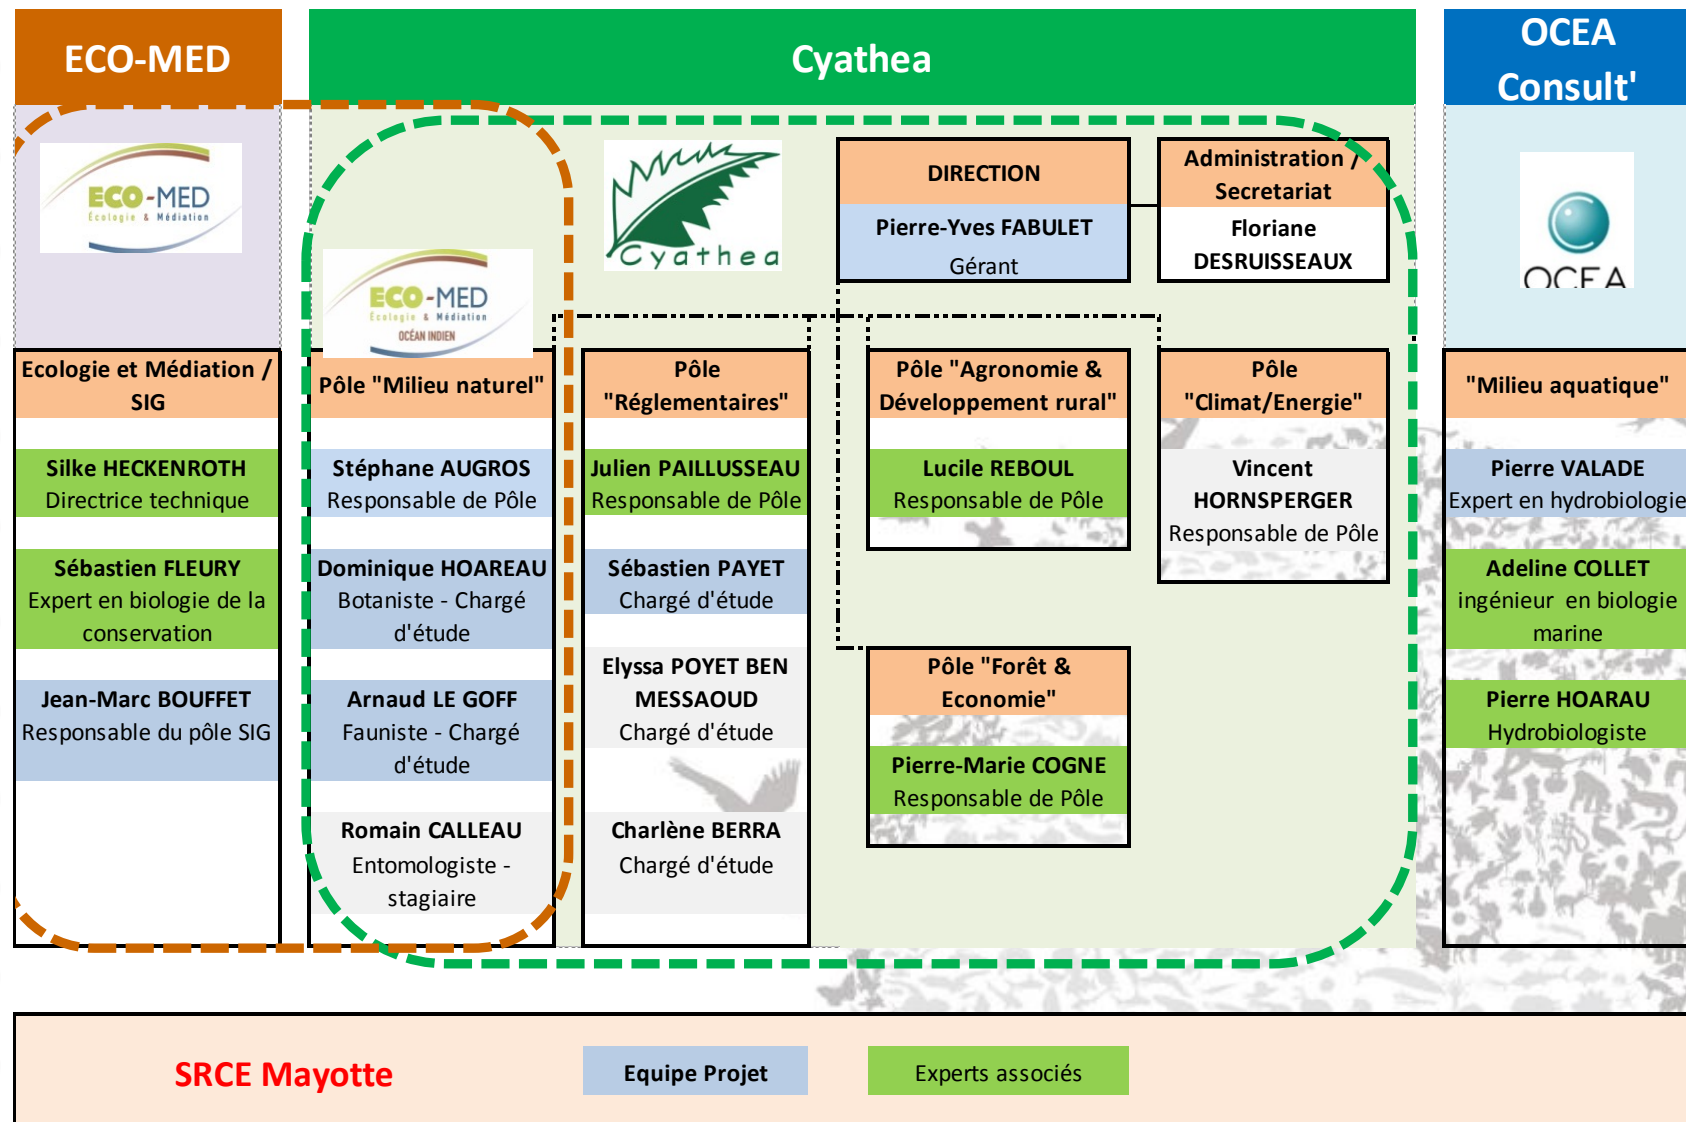 ECO-MED
Cyathea
OCEA
Consult'
ECO-MED
Écologie & Médiation
Cyathea
ECO-MED
Écologie & Médiation
OCÉAN INDIEN
DIRECTION
Pierre-Yves FABULET
Gérant
Administration /
Secretariat
Floriane
DESRUISSEAUX
OCEA
Ecologie et Médiation /
SIG
Silke HECKENROTH
Directrice technique
Sébastien FLEURY
Expert en biologie de la
conservation
Jean-Marc BOUFFET
Responsable du pôle SIG
Pôle "Milieu naturel"
Stéphane AUGROS
Responsable de Pôle
Dominique HOAREAU
Botaniste - Chargé
d'étude
Arnaud LE GOFF
Fauniste - Chargé
d'étude
Romain CALLEAU
Entomologiste -
stagiaire
Pôle
"Réglementaires"
Julien PAILLUSSEAU
Responsable de Pôle
Sébastien PAYET
Chargé d'étude
Elyssa POYET BEN
MESSAOUD
Chargé d'étude
Charlène BERRA
Chargé d'étude
Pôle "Agronomie &
Développement rural"
Lucile REBOUL
Responsable de Pôle
Pôle "Forêt &
Economie"
Pierre-Marie COGNE
Responsable de Pôle
Pôle
"Climat/Energie"
Vincent
HORNSPERGER
Responsable de Pôle
"Milieu aquatique"
Pierre VALADE
Expert en hydrobiologie
Adeline COLLET
ingénieur en biologie
marine
Pierre HOARAU
Hydrobiologiste
SRCE Mayotte
Equipe Projet
Experts associés